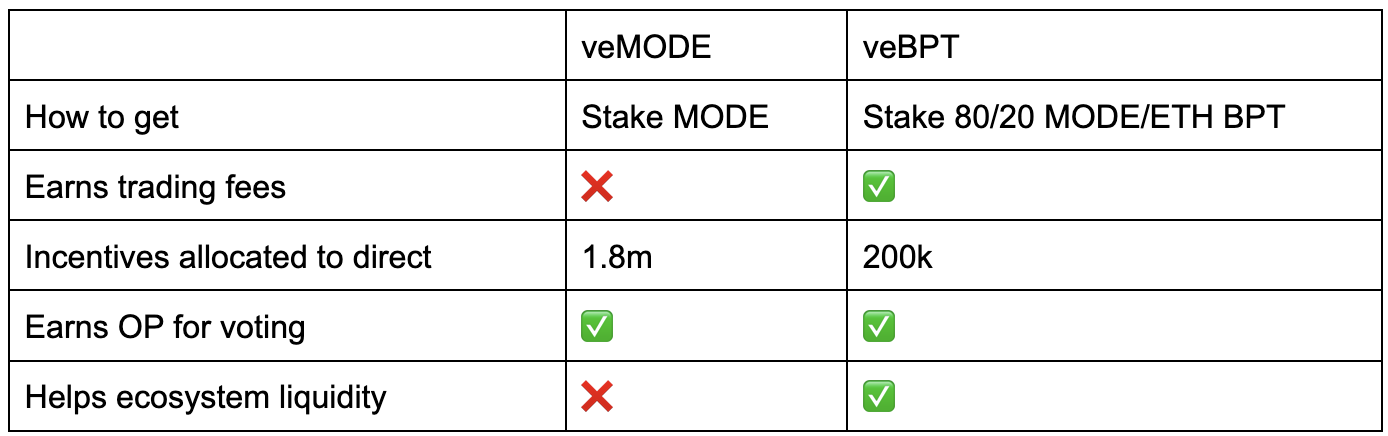 veMODE veBPT
How to get Stake MODE Stake 80/20 MODE/ETH BPT
Earns trading fees ❌ ✅
Incentives allocated to direct 1.8m 200k
Earns OP for voting ✅ ✅
Helps ecosystem liquidity ❌ ✅